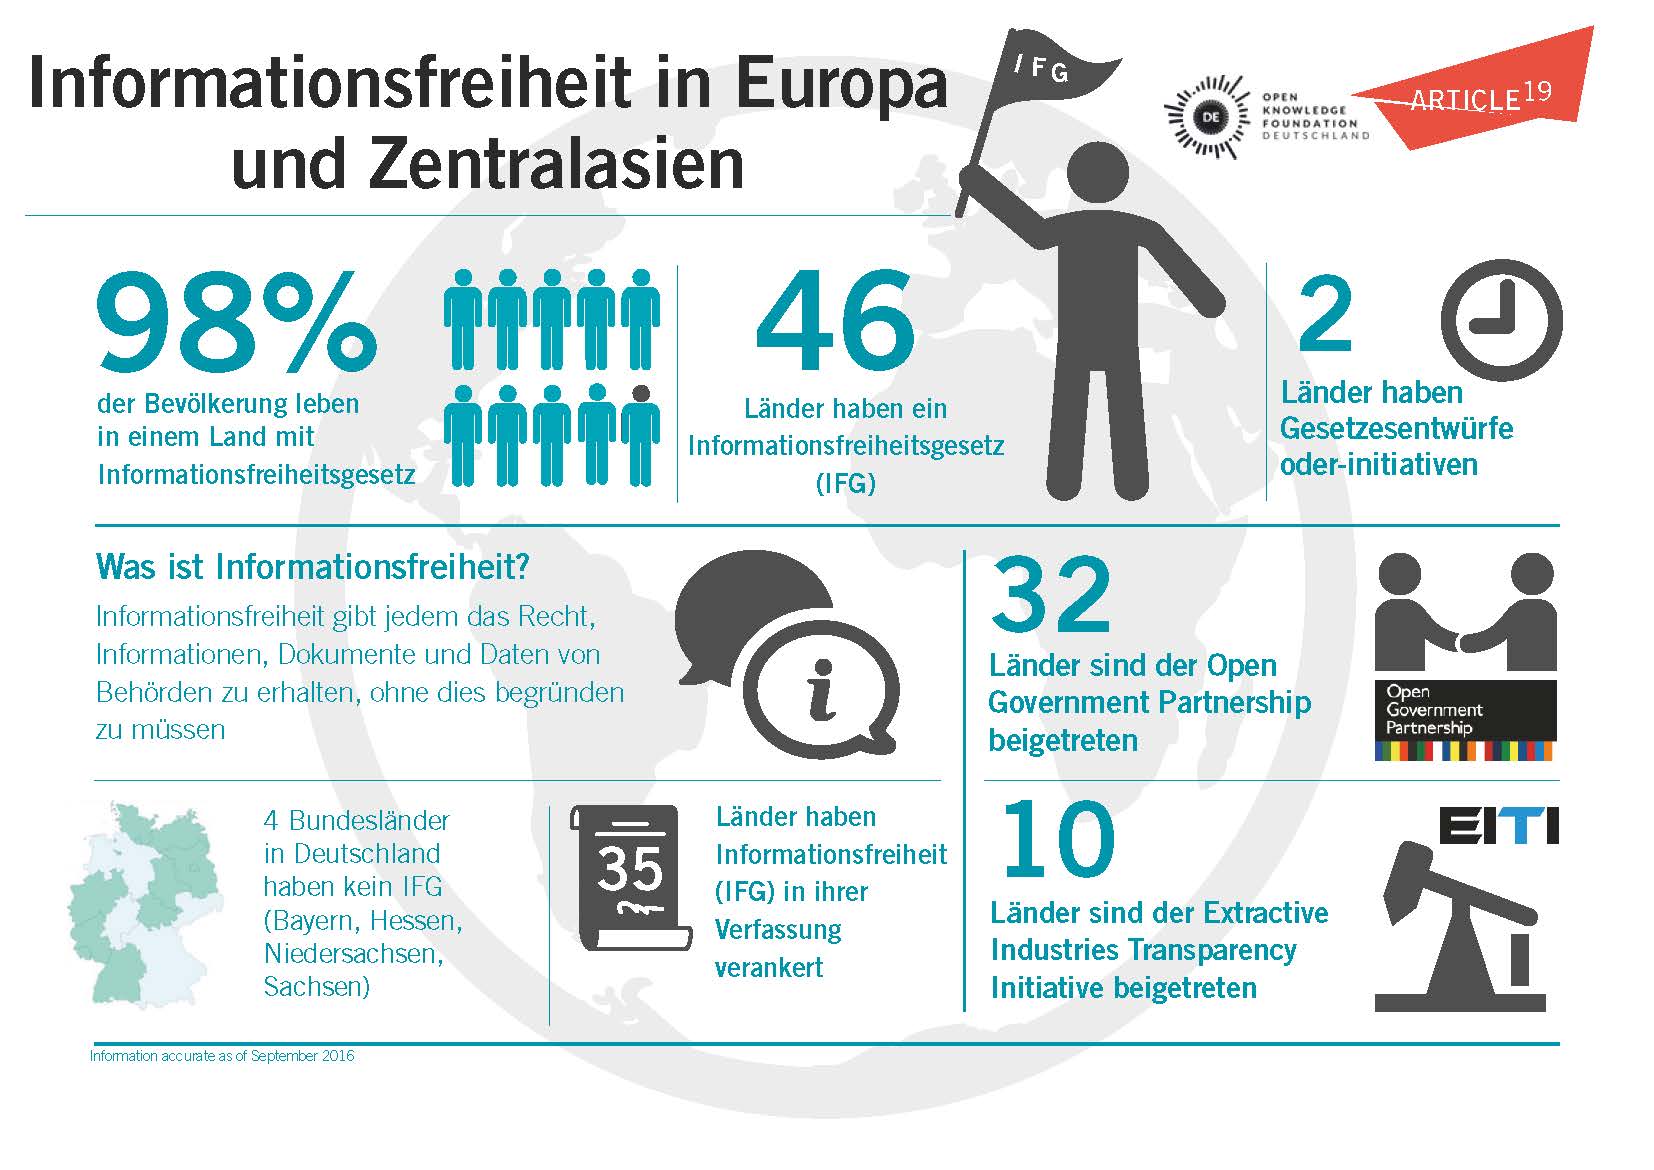 Informationsfreiheit in Europa
und Zentralasien
IFG
DE
OPEN
KNOWLEDGE
FOUNDATION
DEUTSCHLAND
ARTICLE19
98%
der Bevölkerung leben
in einem Land mit
Informationsfreiheitsgesetz
46
Länder haben ein
Informationsfreiheitsgesetz
(IFG)
2
Länder haben
Gesetzesentwürfe
oder-initiativen
Was ist Informationsfreiheit?
Informationsfreiheit gibt jedem das Recht,
Informationen, Dokumente und Daten von
Behörden zu erhalten, ohne dies begründen
zu müssen
i
32
Länder sind der Open
Government Partnership
beigetreten
Open
Government
Partnership
4 Bundesländer
in Deutschland
haben kein IFG
(Bayern, Hessen,
Niedersachsen,
Sachsen)
35
Länder haben
Informationsfreiheit
(IFG) in ihrer
Verfassung
verankert
10
Länder sind der Extractive
Industries Transparency
Initiative beigetreten
EITI
Information accurate as of September 2016